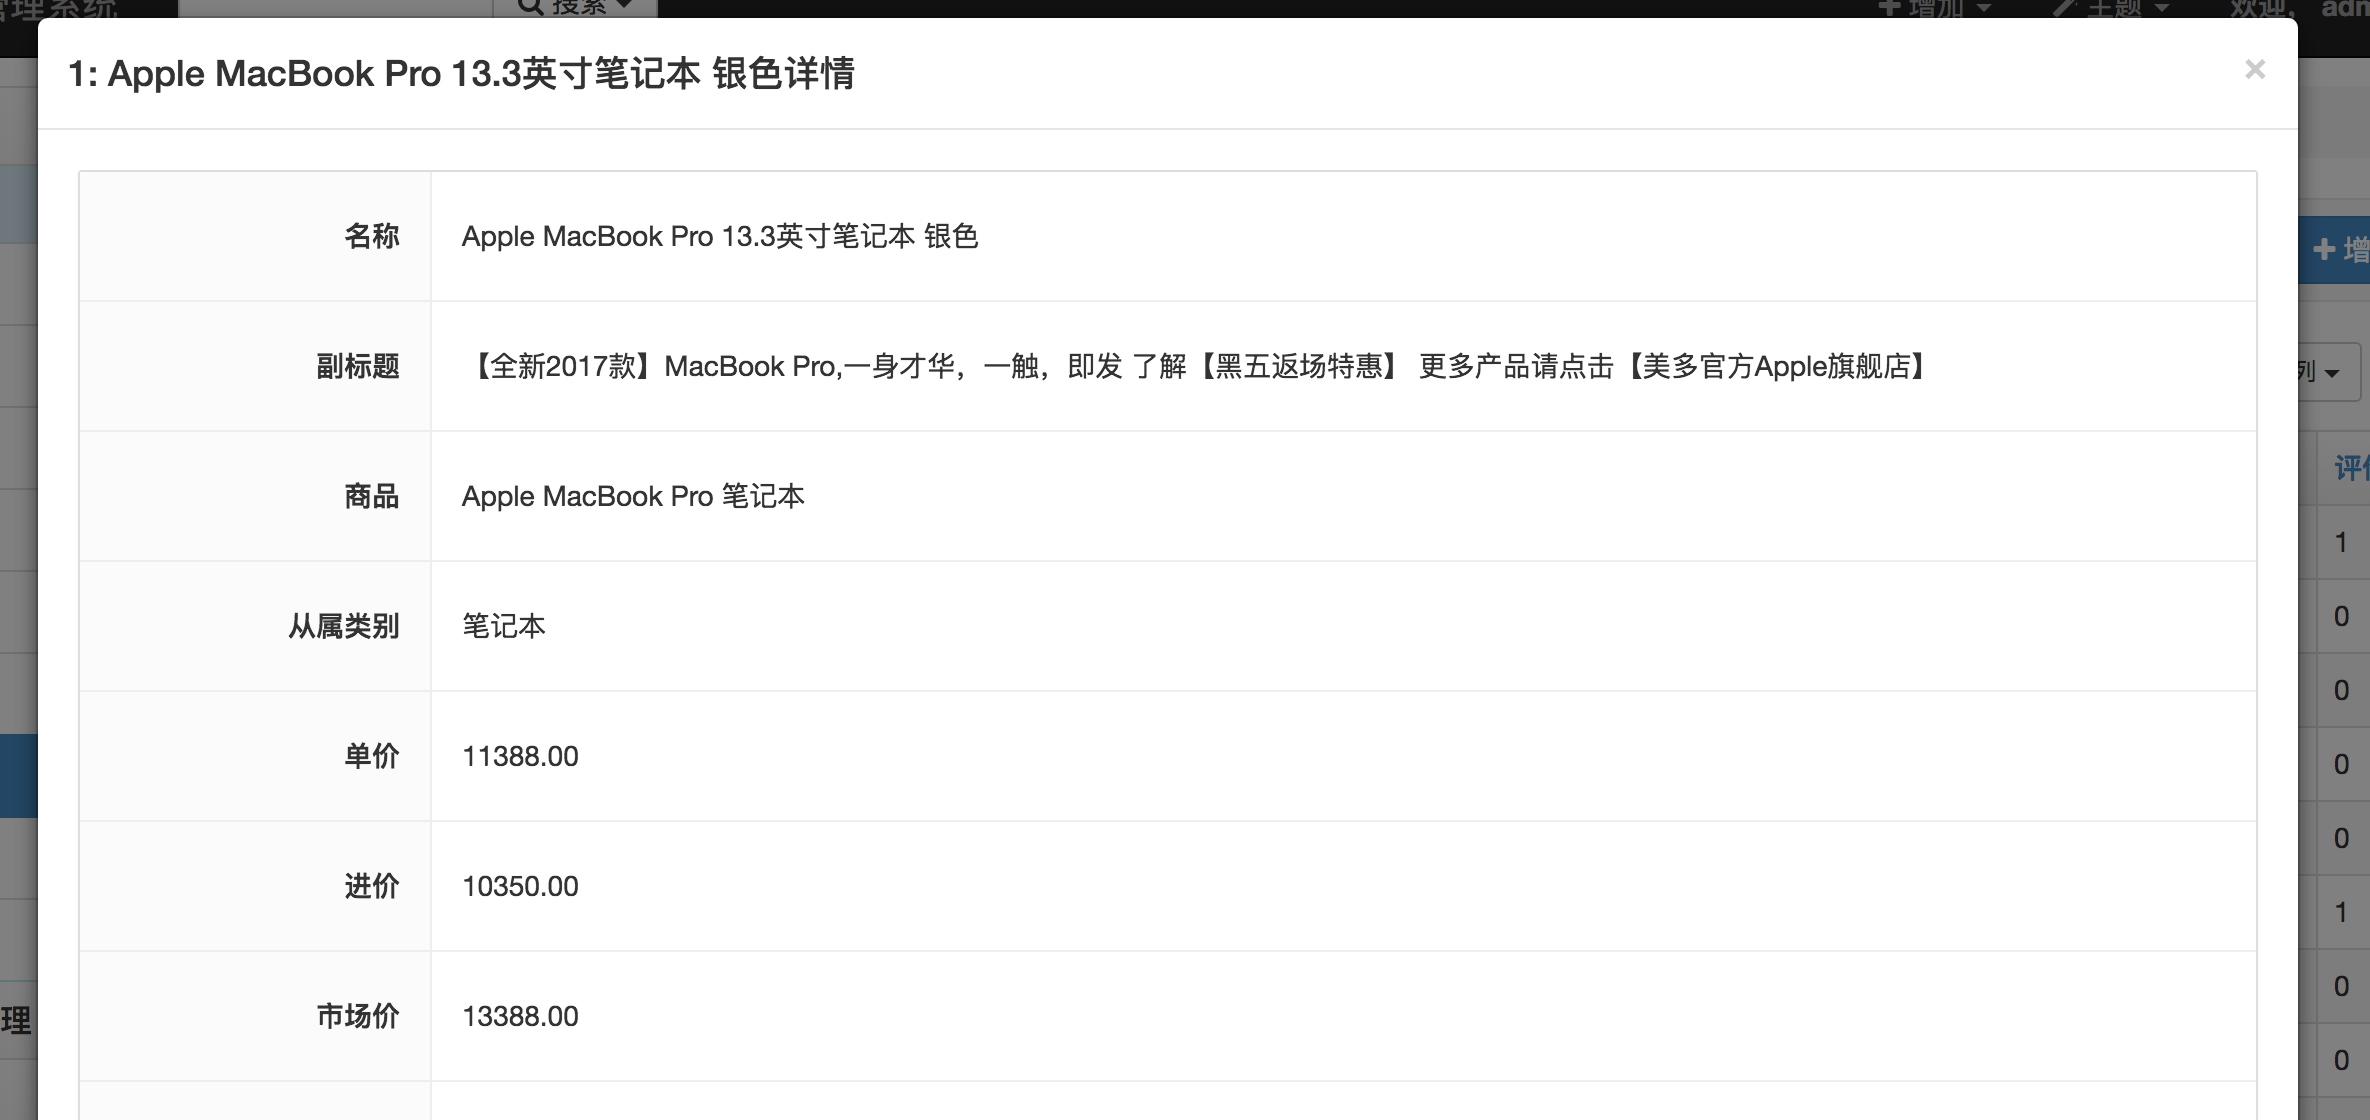 管理系统 搜索 增加 主题 欢迎， adm
1: Apple MacBook Pro 13.3英寸笔记本 银色详情 ×
名称 Apple MacBook Pro 13.3英寸笔记本 银色
副标题 【全新2017款】MacBook Pro,一身才华，一触，即发 了解【黑五返场特惠】 更多产品请点击【美多官方Apple旗舰店】
商品 Apple MacBook Pro 笔记本
从属类别 笔记本
单价 11388.00
进价 10350.00
市场价 13388.00
增
列
评
1
0
0
0
0
1
0
0
理